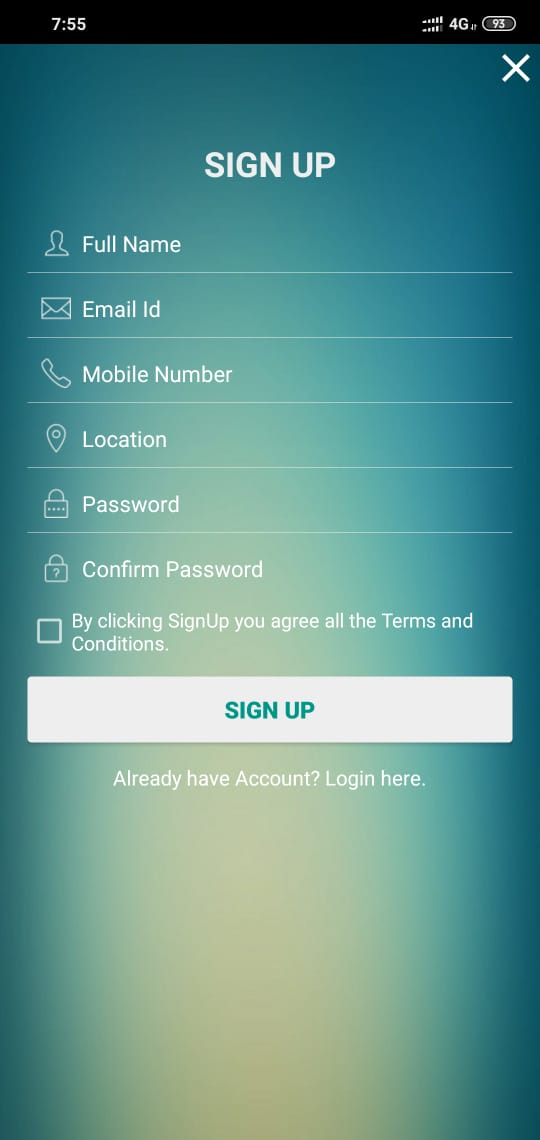 7:55
4G
93
SIGN UP
Full Name
Email Id
Mobile Number
Location
Password
Confirm Password
By clicking SignUp you agree all the Terms and
Conditions.
SIGN UP
Already have Account? Login here.